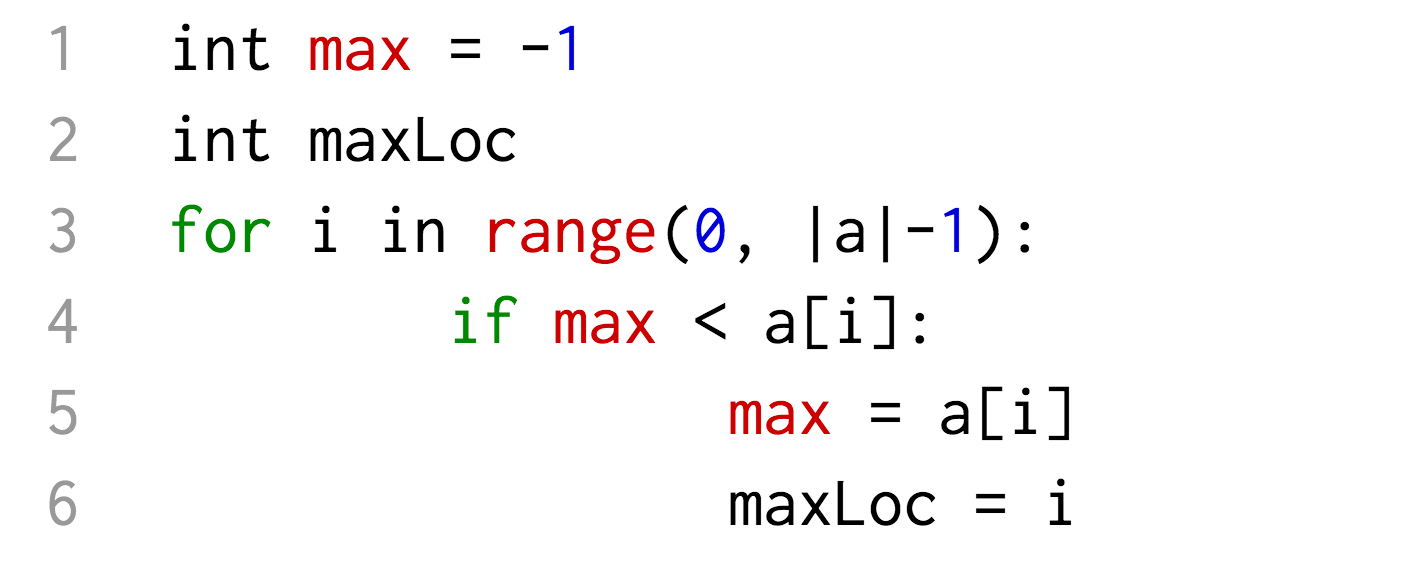 1 int max = -1
2 int maxLoc
3 for i in range(0, |a|-1):
4 if max < a[i]:
5 max = a[i]
6 maxLoc = i